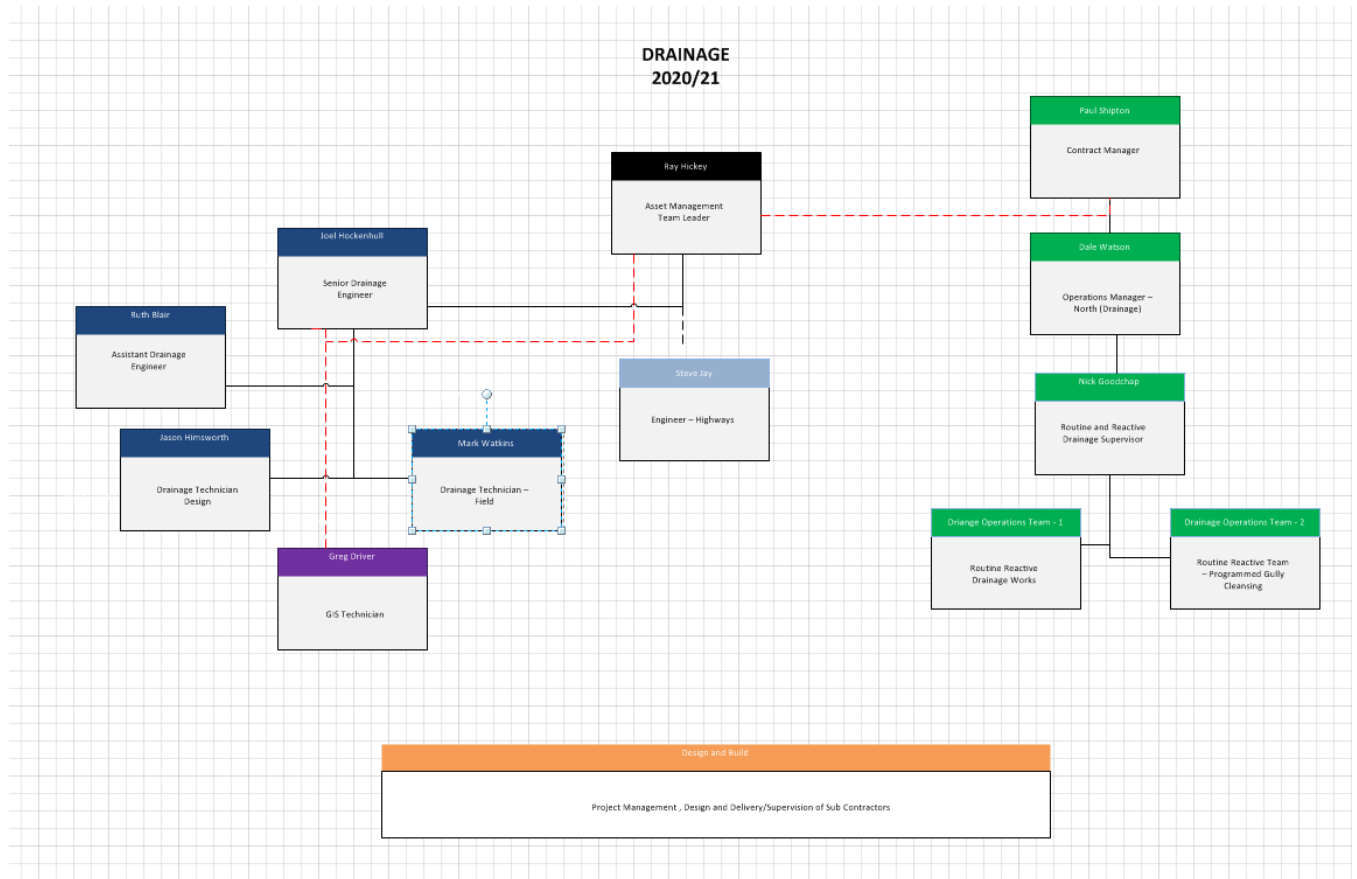 DRAINAGE
2020/21
Paul Shipton
Contract Manager
Ray Hickey
Asset Management
Team Leader
Joel Hockenhull
Senior Drainage
Engineer
Dale Watson
Operations Manager –
North (Drainage)
Ruth Blair
Assistant Drainage
Engineer
Steve Jay
Engineer – Highways
Nick Goodchap
Routine and Reactive
Drainage Supervisor
Jason Himsworth
Drainage Technician
Design
Mark Watkins
Drainage Technician –
Field
Driange Operations Team - 1
Routine Reactive
Drainage Works
Drainage Operations Team - 2
Routine Reactive Team
– Programmed Gully
Cleansing
Greg Driver
GIS Technician
Design and Build
Project Management , Design and Delivery/Supervision of Sub Contractors